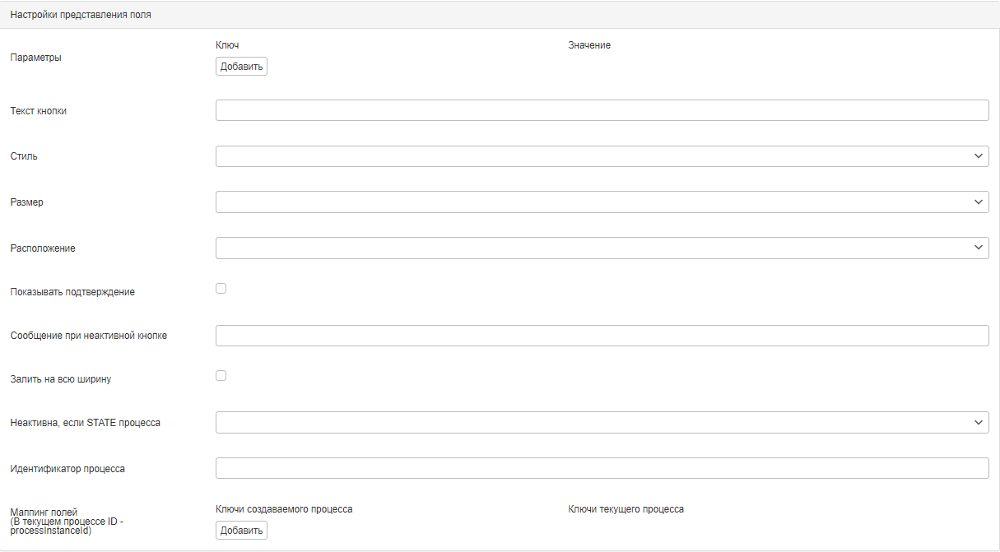 Настройки представления поля
Ключ
Значение
Параметры
Добавить
Текст кнопки
Стиль
Размер
Расположение
Показывать подтверждение
Сообщение при неактивной кнопке
Залить на всю ширину
Неактивна, если STATE процесса
Идентификатор процесса
Ключи создаваемого процесса
Ключи текущего процесса
Маппинг полей
(В текущем процессе ID -
processInstanceId)
Добавить